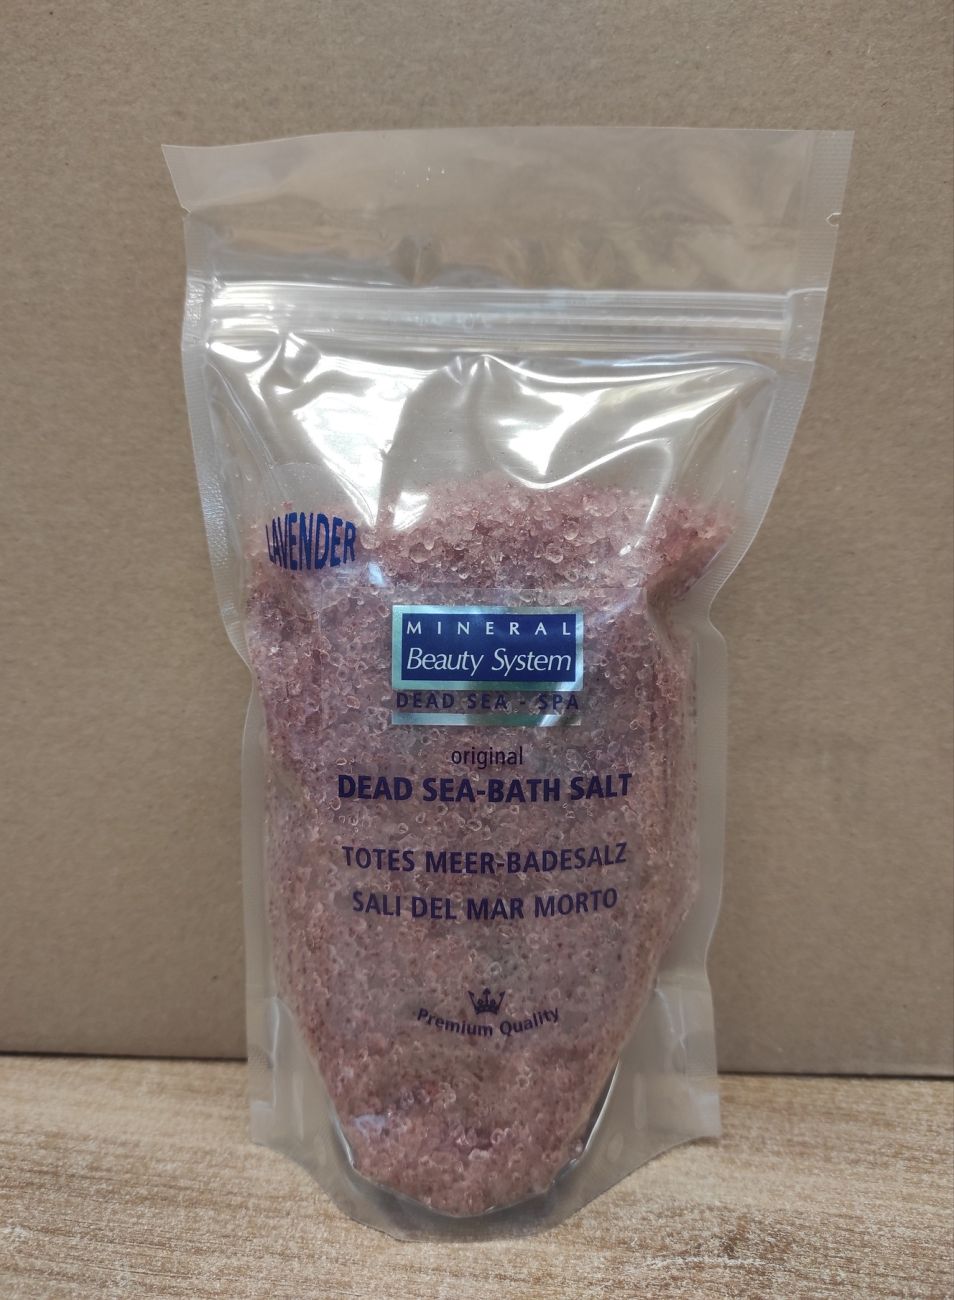 LAVENDER
MINERAL
Beauty System
DEAD SEA - SPA
original
DEAD SEA-BATH SALT
TOTES MEER-BADESALZ
SALI DEL MAR MORTO
Premium Quality